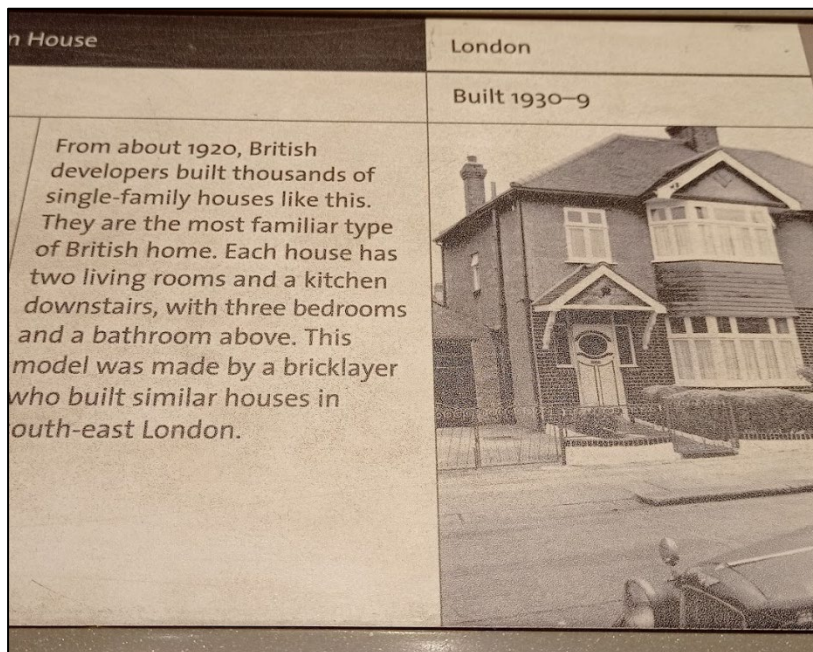 n House
London
Built 1930–9
From about 1920, British
developers built thousands of
single-family houses like this.
They are the most familiar type
of British home. Each house has
two living rooms and a kitchen
downstairs, with three bedrooms
and a bathroom above. This
model was made by a bricklayer
who built similar houses in
outh-east London.